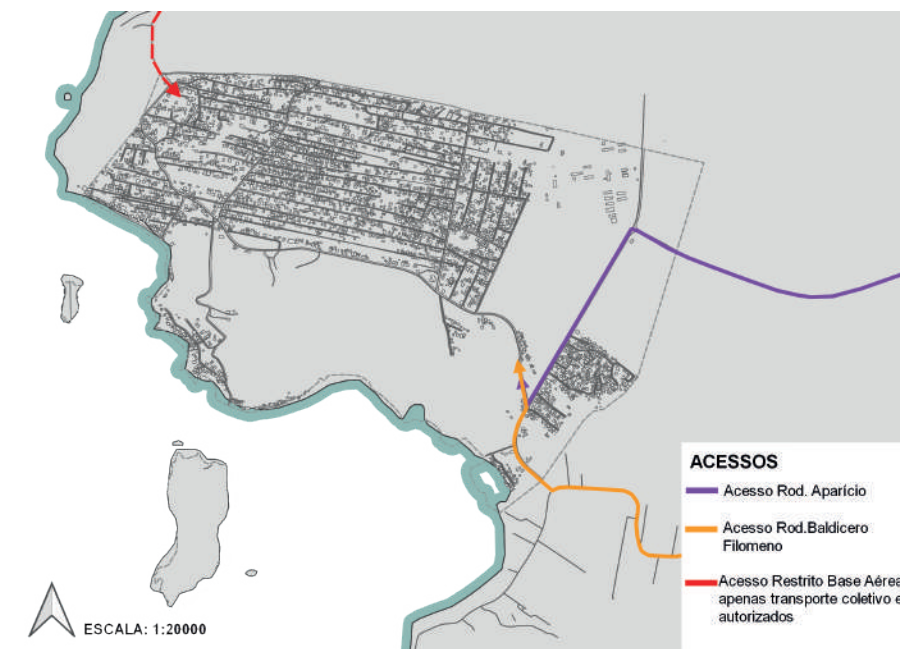 ACESSOS
Acesso Rod. Aparício
Acesso Rod.Baldicero
Filomeno
Acesso Restrito Base Aérea
apenas transporte coletivo e
autorizados
ESCALA: 1:20000